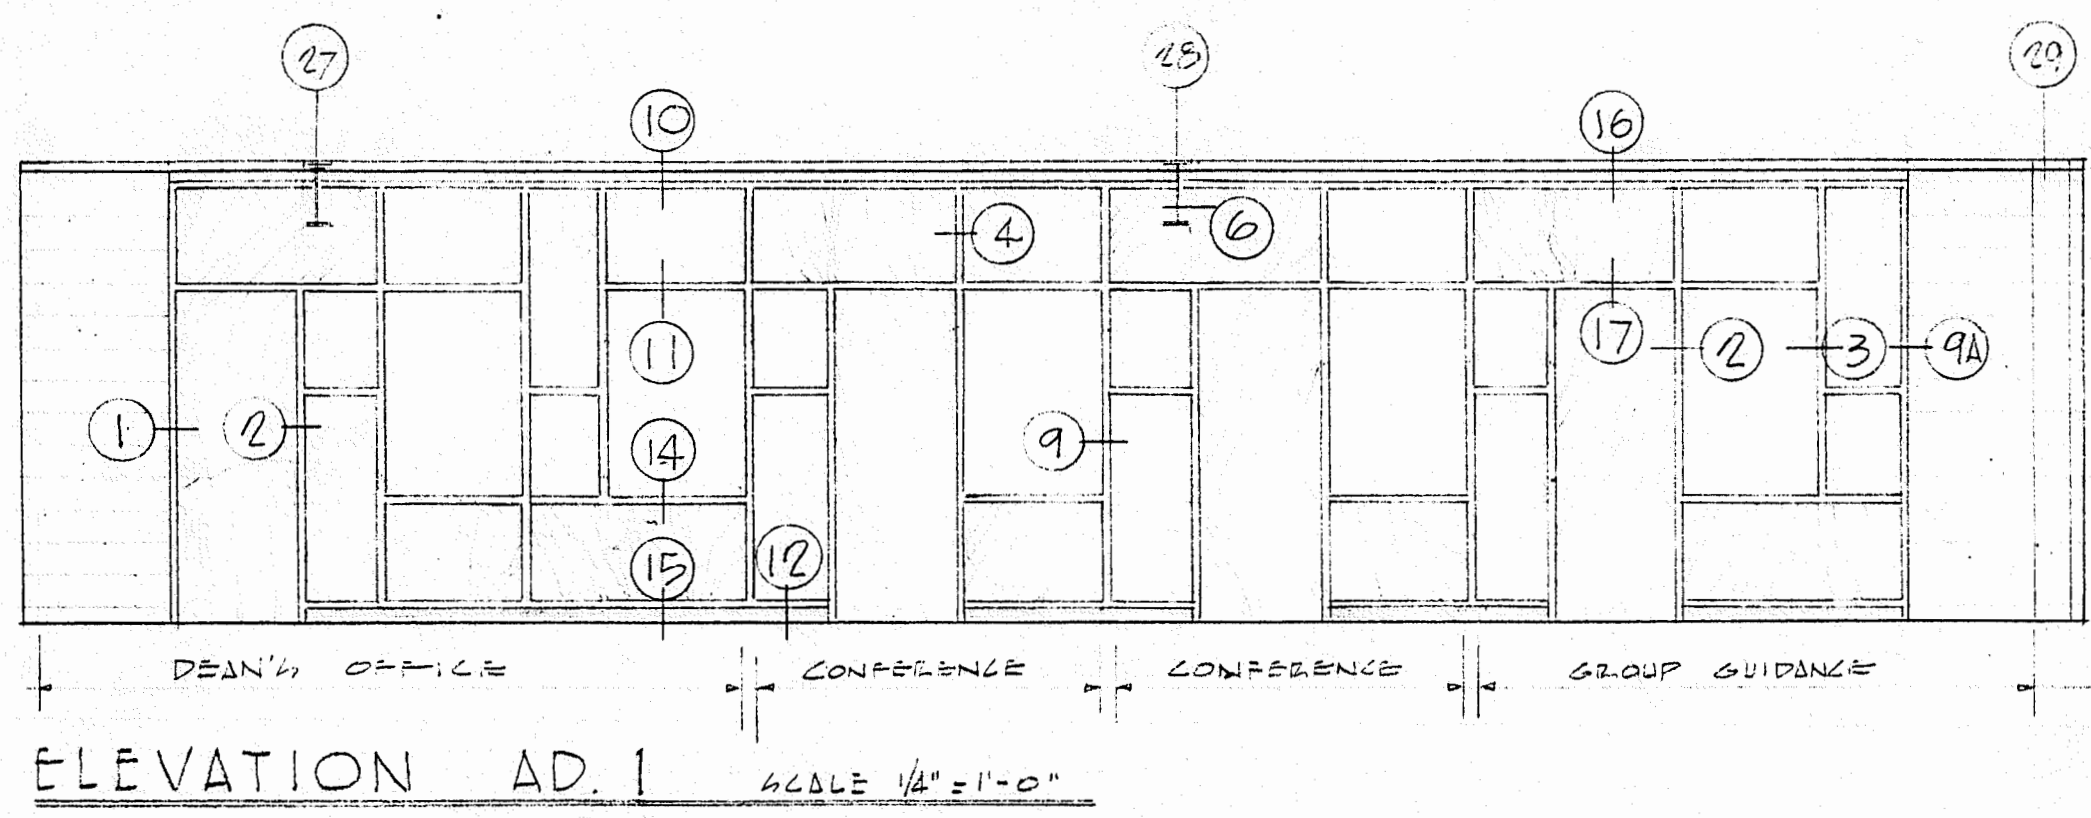 27 28 29
10 16
4 6
11 17 2 3 9A
1 2 14 9
15 12
DEAN'S OFFICE CONFERENCE CONFERENCE GROUP GUIDANCE
ELEVATION AD. 1 SCALE 1/4" = 1'-0"